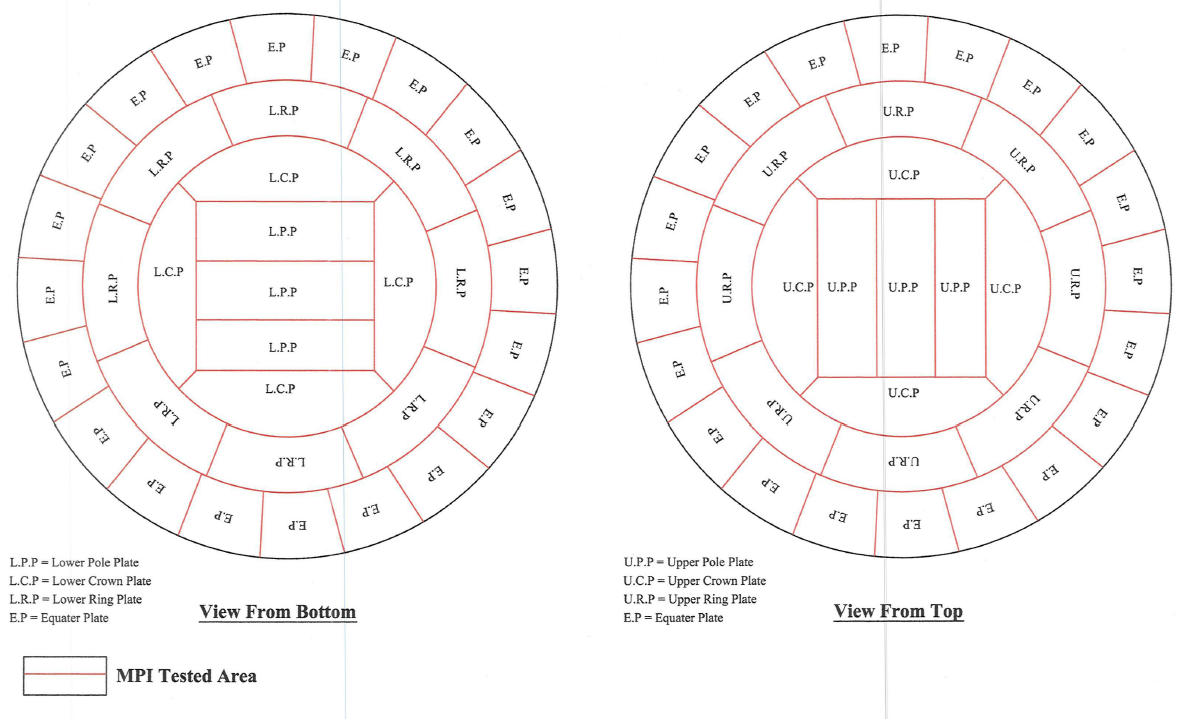 E.P
E.P
E.P
E.P
E.P
L.R.P
E.P
E.P
L.R.P
L.R.P
L.C.P
E.P
E.P
L.P.P
E.P
L.R.P
L.C.P
L.P.P
L.C.P
L.R.P
E.P
E.P
L.P.P
E.P
E.P
L.C.P
L.R.P
L.R.P
E.P
E.P
L.R.P
E.P
E.P
E.P
E.P
E.P
L.P.P = Lower Pole Plate
L.C.P = Lower Crown Plate
L.R.P = Lower Ring Plate
E.P = Equater Plate
View From Bottom
MPI Tested Area
E.P
E.P
E.P
E.P
E.P
U.R.P
E.P
E.P
U.R.P
U.R.P
U.C.P
E.P
E.P
E.P
U.R.P
U.C.P
U.P.P
U.P.P
U.P.P
U.C.P
U.R.P
E.P
E.P
E.P
E.P
U.C.P
U.R.P
U.R.P
E.P
E.P
U.R.P
E.P
E.P
E.P
E.P
E.P
U.P.P = Upper Pole Plate
U.C.P = Upper Crown Plate
U.R.P = Upper Ring Plate
E.P = Equater Plate
View From Top